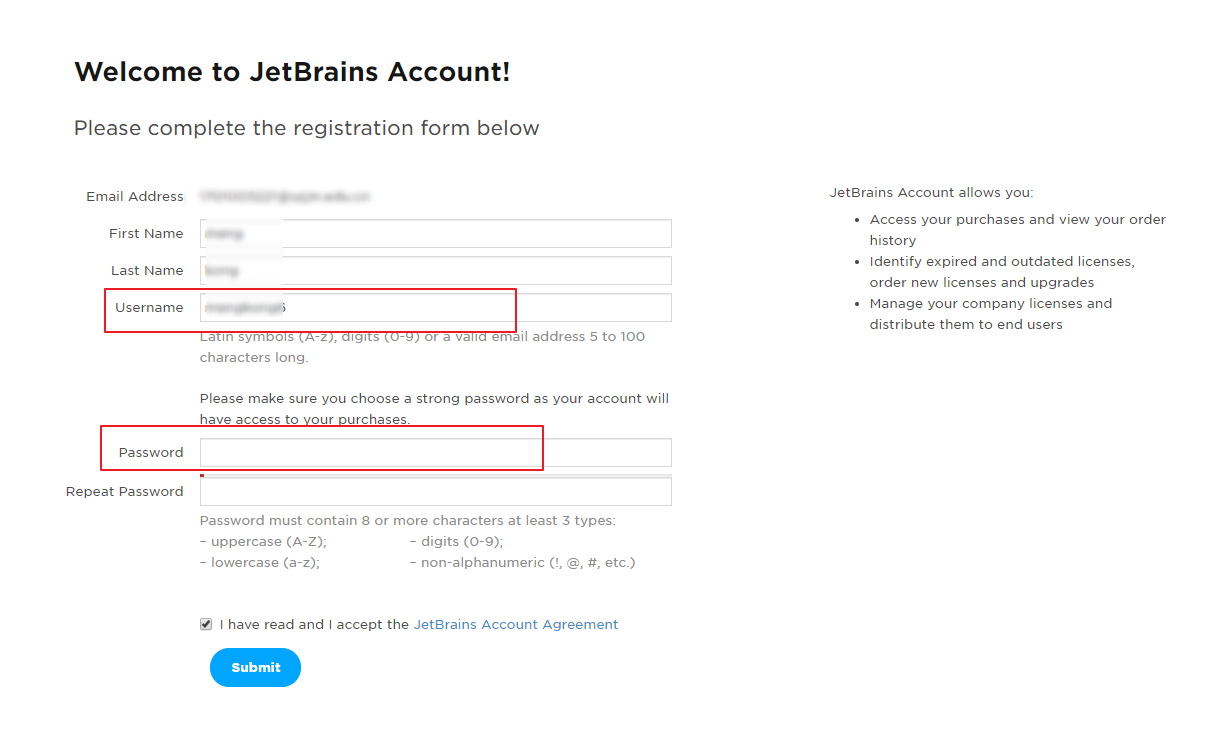 Welcome to JetBrains Account!
Please complete the registration form below
Email Address
First Name
Last Name
Username
Latin symbols (A-z), digits (0-9) or a valid email address 5 to 100
characters long.
Please make sure you choose a strong password as your account will
have access to your purchases.
Password
Repeat Password
Password must contain 8 or more characters at least 3 types:
– uppercase (A-Z); – digits (0-9);
– lowercase (a-z); – non-alphanumeric (!, @, #, etc.)
I have read and I accept the JetBrains Account Agreement
Submit
JetBrains Account allows you:
• Access your purchases and view your order
history
• Identify expired and outdated licenses,
order new licenses and upgrades
• Manage your company licenses and
distribute them to end users